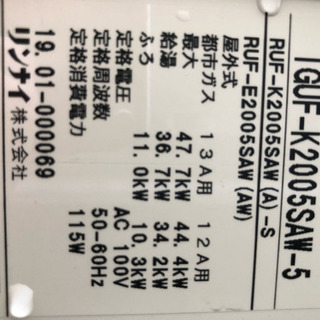 TGUF-K2005SAW-5
RUF-K2005SAW(A)-S
RUF-E2005SAW(AW)
屋外式
都市ガス 13A用 12A用
最大 47.7kW 44.4kW
給湯 36.7kW 34.2kW
ふろ 11.0kW 10.3kW
定格電圧 AC 100V
定格周波数 50-60Hz
定格消費電力 115W
19.01-000069
リンナイ株式会社